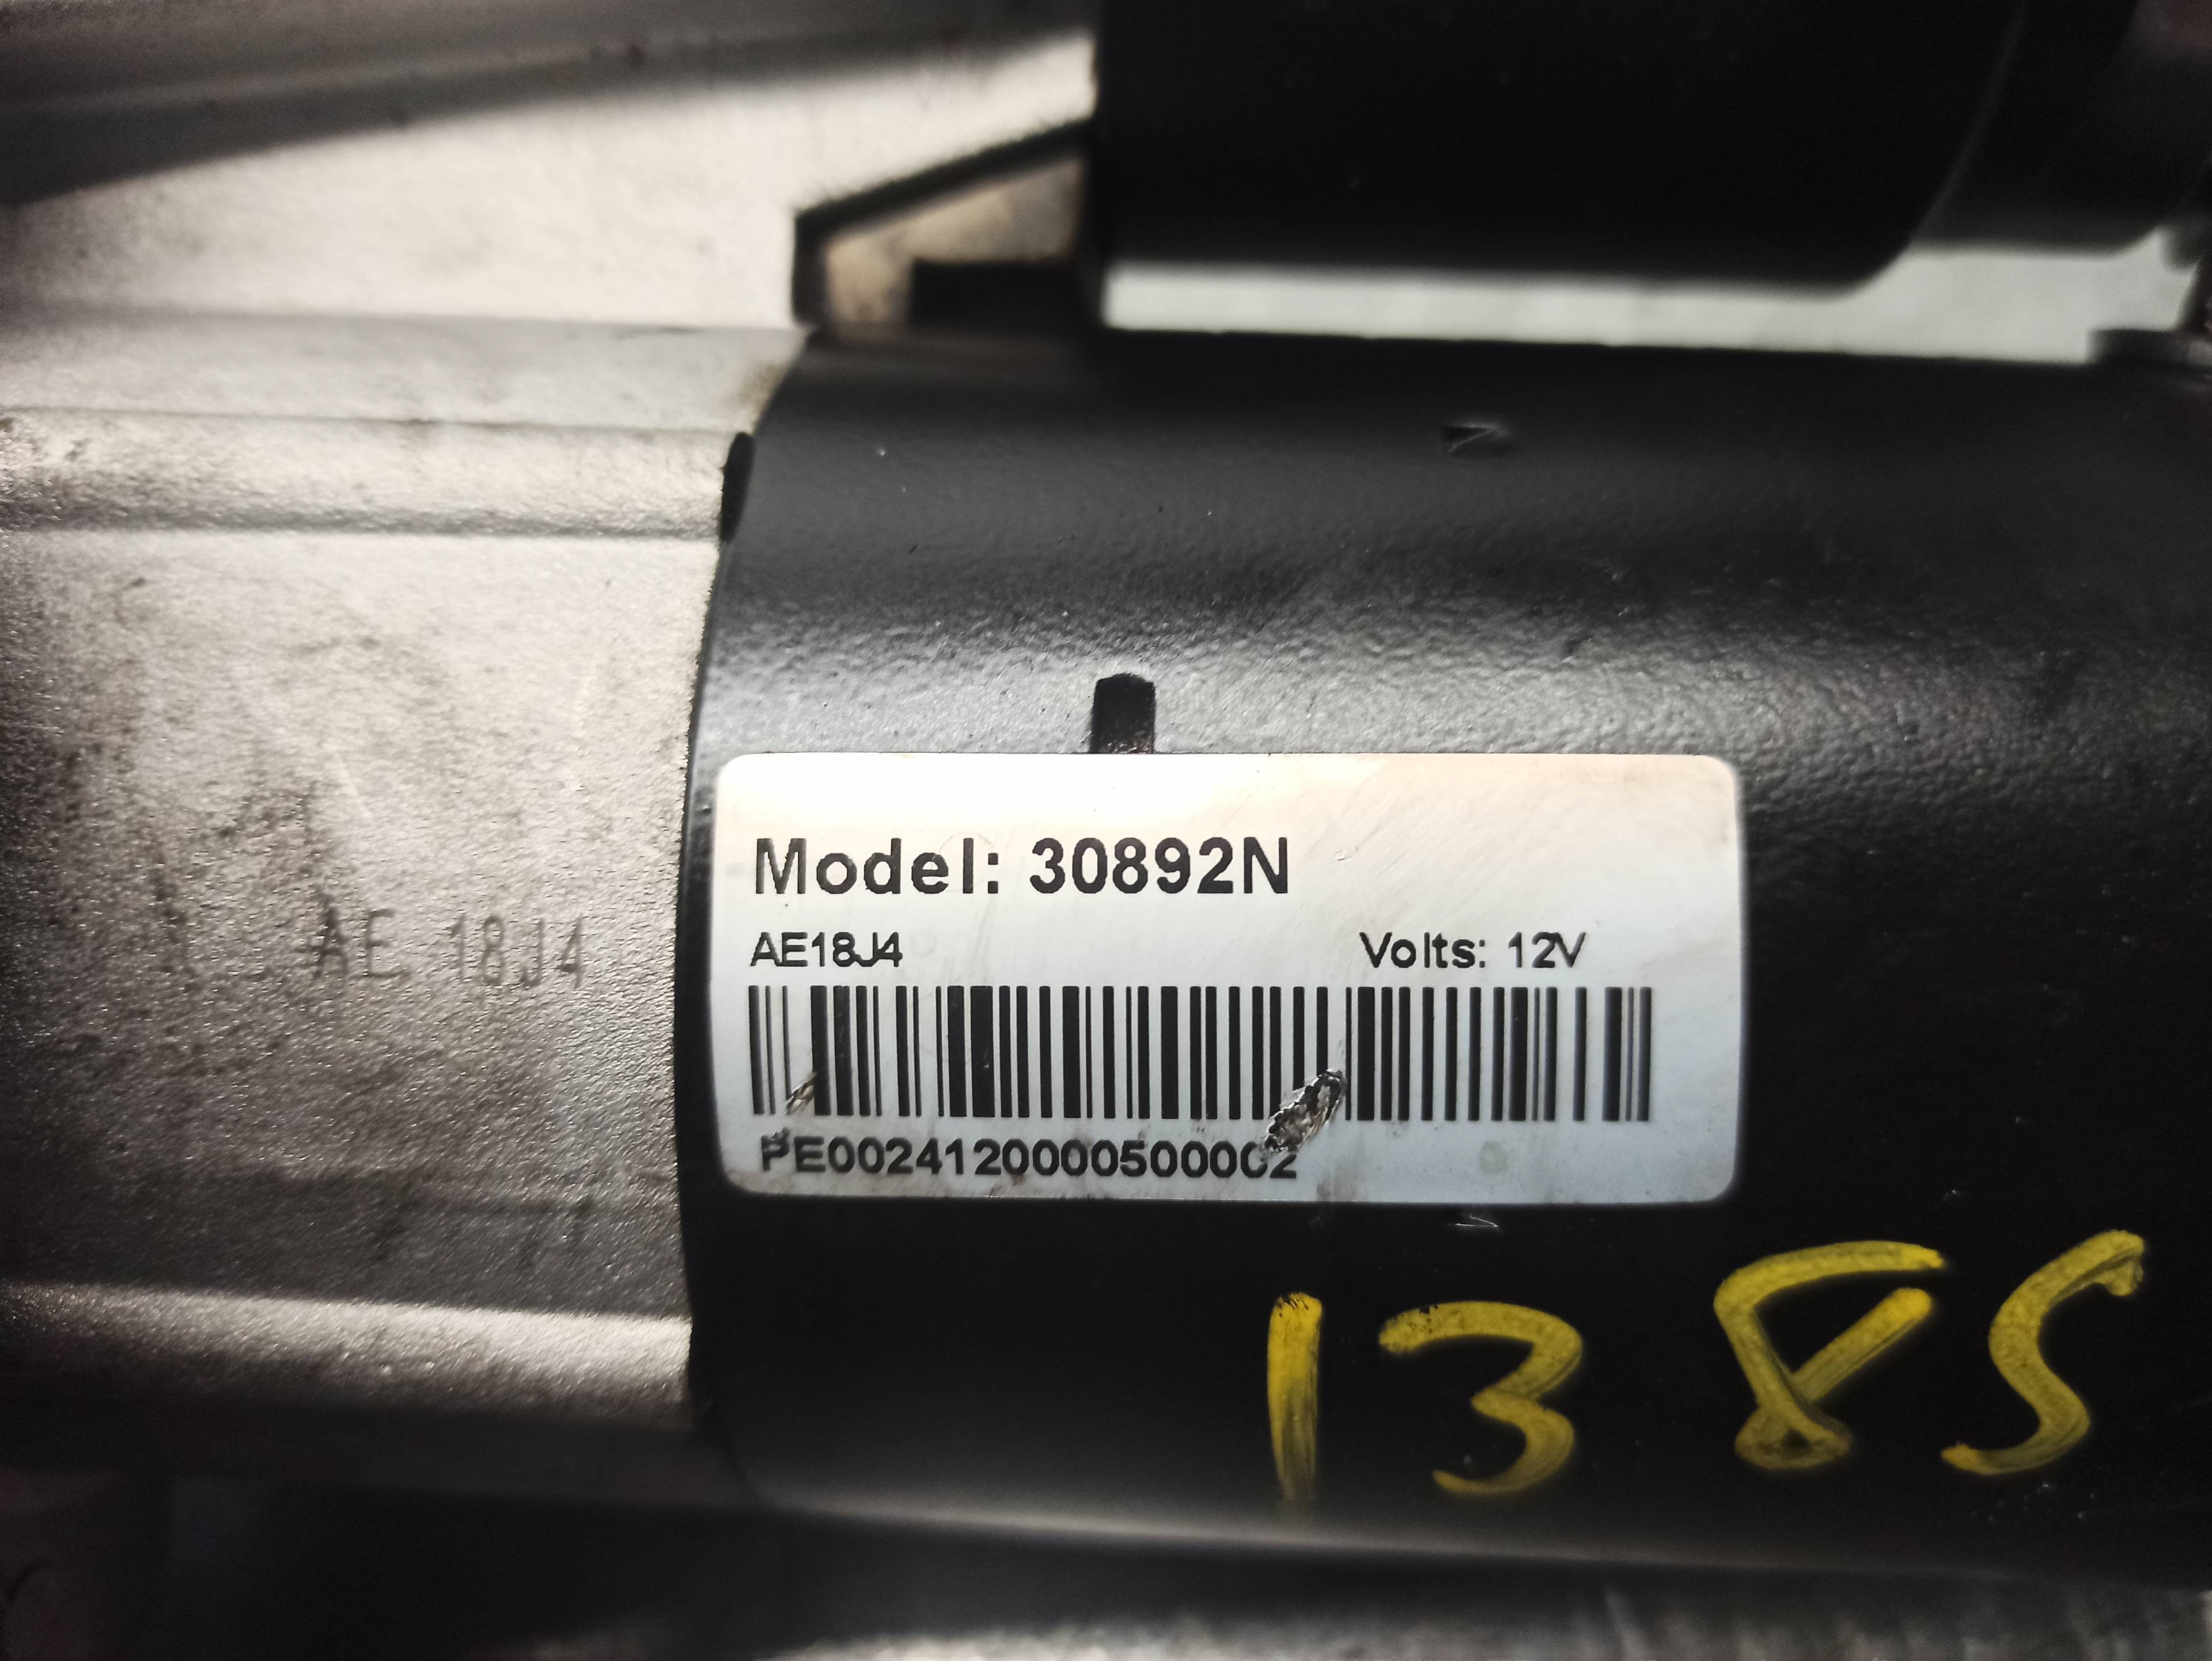 Model: 30892N
AE 18J4
AE18J4 Volts: 12V
PE0024120000500002
1385